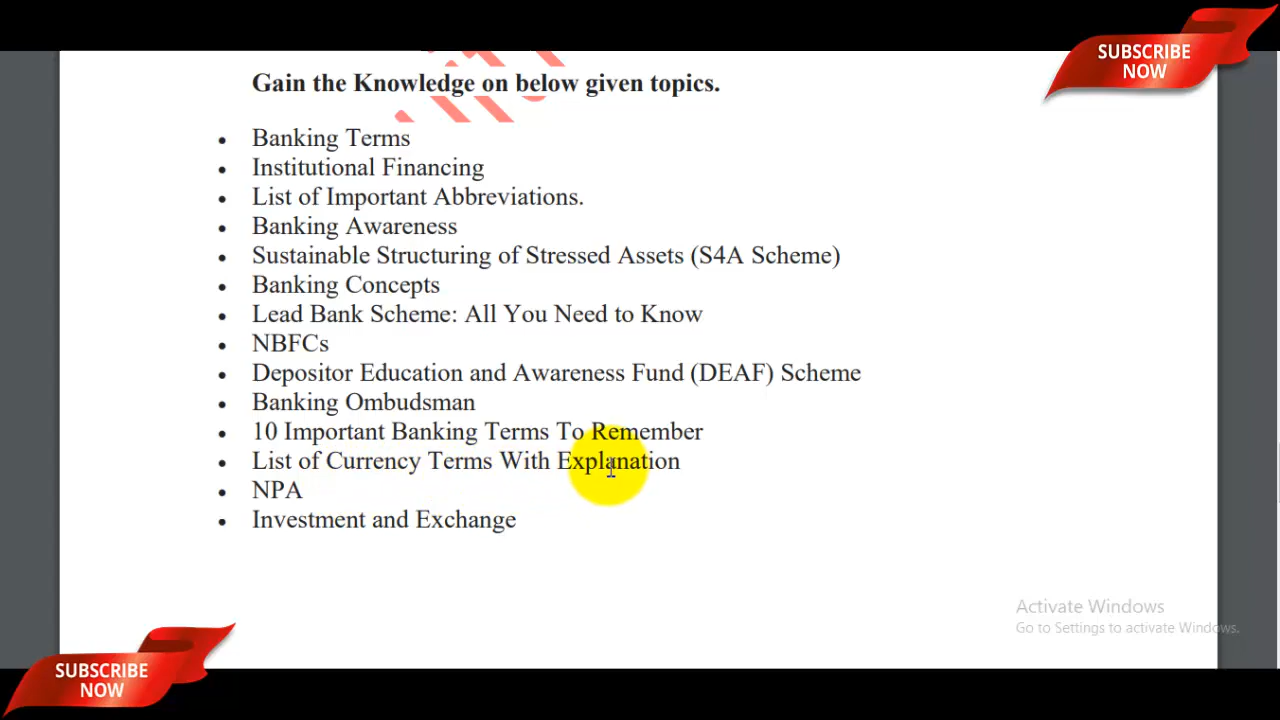 SUBSCRIBE
NOW
Gain the Knowledge on below given topics.
• Banking Terms
• Institutional Financing
• List of Important Abbreviations.
• Banking Awareness
• Sustainable Structuring of Stressed Assets (S4A Scheme)
• Banking Concepts
• Lead Bank Scheme: All You Need to Know
• NBFCs
• Depositor Education and Awareness Fund (DEAF) Scheme
• Banking Ombudsman
• 10 Important Banking Terms To Remember
• List of Currency Terms With Explanation
• NPA
• Investment and Exchange
Activate Windows
Go to Settings to activate Windows.
SUBSCRIBE
NOW